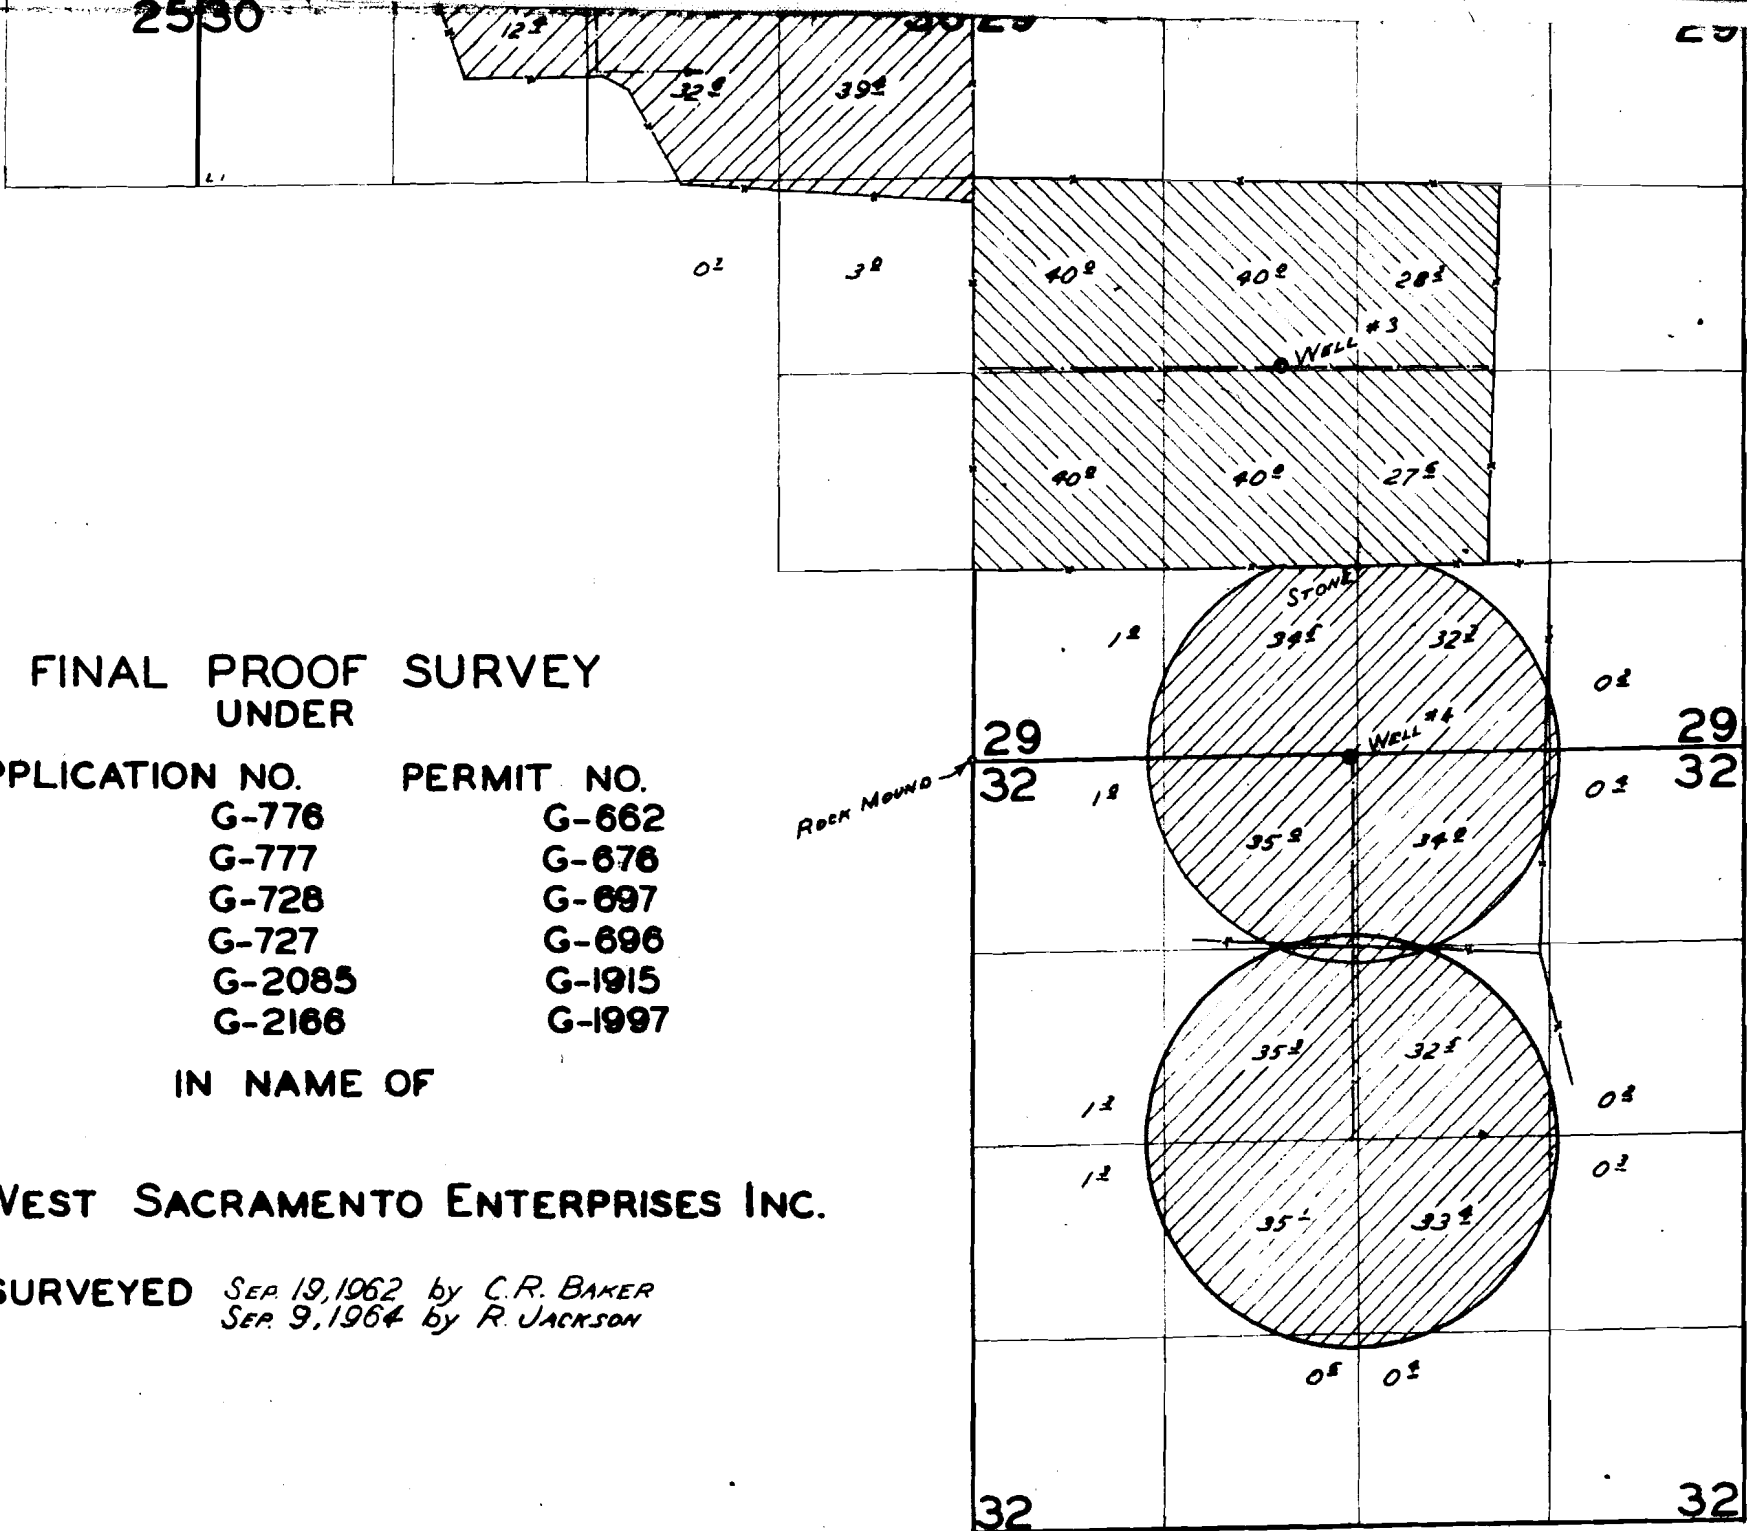 2530
29
12
32
39
L1
0
3
40 40 28
WELL #3
40 40 27
STONE
1 34 32
0
FINAL PROOF SURVEY
UNDER
PPLICATION NO. PERMIT NO.
G-776 G-662
G-777 G-676
G-728 G-697
G-727 G-696
G-2085 G-1915
G-2166 G-1997
IN NAME OF
VEST SACRAMENTO ENTERPRISES INC.
SURVEYED SEP. 19, 1962 by C.R. BAKER
SEP. 9, 1964 by R. JACKSON
WELL #4
29 29
32 32
ROCK MOUND
1 0
35 34
35 32
1 0
1 0
35 33
0 0
32 32